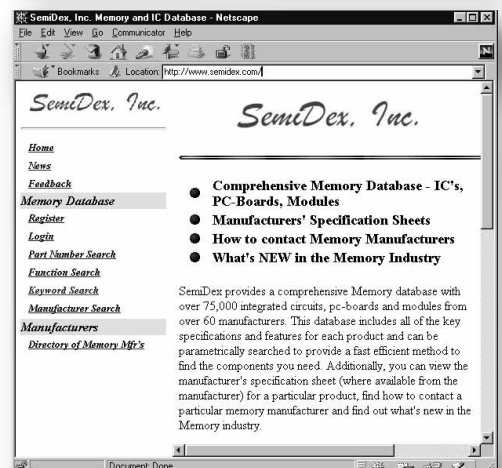 SemiDex, Inc. Memory and IC Database - Netscape
File Edit View Go Communicator Help
Bookmarks Location: http://www.semidex.com/
SemiDex, Inc.
Home
News
Feedback
Memory Database
Register
Login
Part Number Search
Function Search
Keyword Search
Manufacturer Search
Manufacturers
Directory of Memory Mfr's
SemiDex, Inc.
Comprehensive Memory Database - IC's,
PC-Boards, Modules
Manufacturers' Specification Sheets
How to contact Memory Manufacturers
What's NEW in the Memory Industry
SemiDex provides a comprehensive Memory database with
over 75,000 integrated circuits, pc-boards and modules from
over 60 manufacturers. This database includes all of the key
specifications and features for each product and can be
parametrically searched to provide a fast efficient method to
find the components you need. Additionally, you can view the
manufacturer's specification sheet (where available from the
manufacturer) for a particular product, find how to contact a
particular memory manufacturer and find out what's new in the
Memory industry.
Document: Done